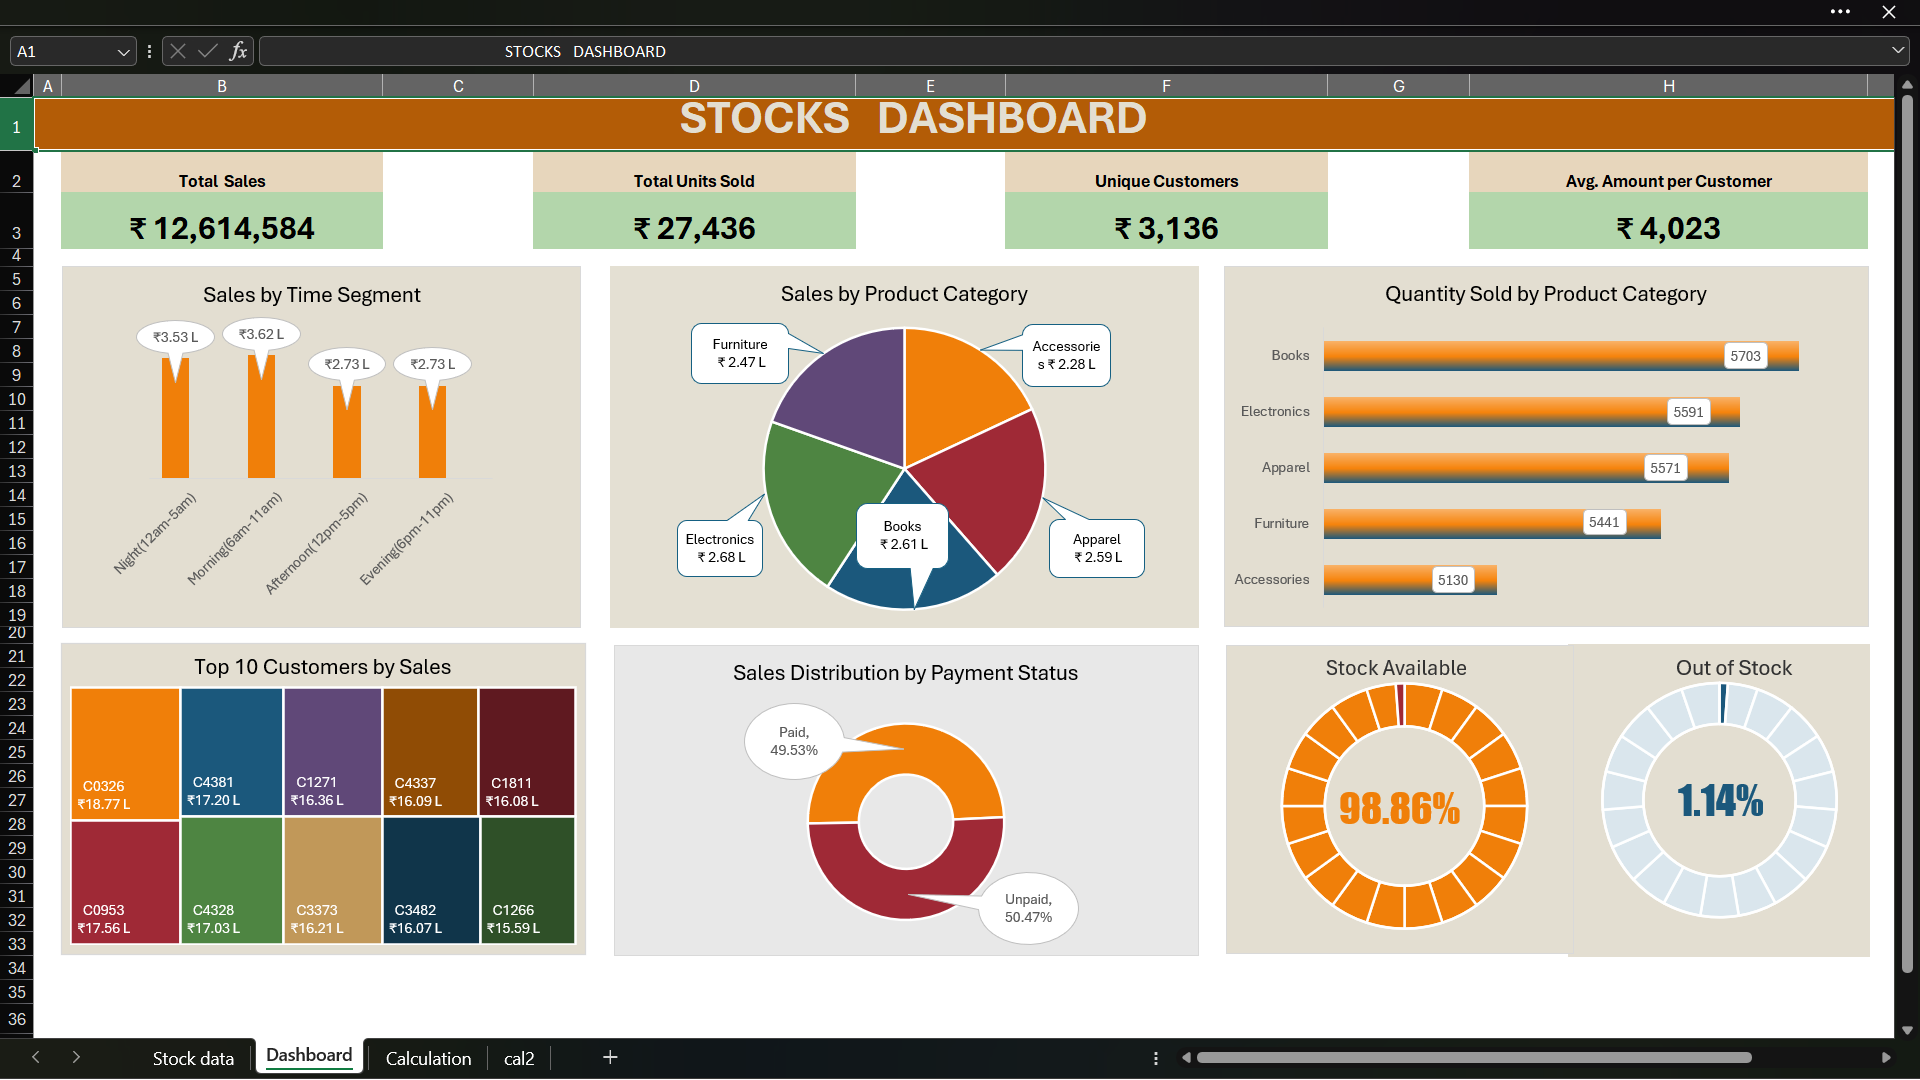 A1
fx
STOCKS DASHBOARD
A B C D E F G H
1
2
3
4
5
6
7
8
9
10
11
12
13
14
15
16
17
18
19
20
21
22
23
24
25
26
27
28
29
30
31
32
33
34
35
36
STOCKS DASHBOARD
Total Sales
₹ 12,614,584
Total Units Sold
₹ 27,436
Unique Customers
₹ 3,136
Avg. Amount per Customer
₹ 4,023
Sales by Time Segment
₹3.53 L
₹3.62 L
₹2.73 L
₹2.73 L
Night(12am-5am)
Morning(6am-11am)
Afternoon(12pm-5pm)
Evening(6pm-11pm)
Sales by Product Category
Furniture
₹ 2.47 L
Accessorie
s ₹ 2.28 L
Electronics
₹ 2.68 L
Books
₹ 2.61 L
Apparel
₹ 2.59 L
Quantity Sold by Product Category
Books 5703
Electronics 5591
Apparel 5571
Furniture 5441
Accessories 5130
Top 10 Customers by Sales
C0326
₹18.77 L
C4381
₹17.20 L
C1271
₹16.36 L
C4337
₹16.09 L
C1811
₹16.08 L
C0953
₹17.56 L
C4328
₹17.03 L
C3373
₹16.21 L
C3482
₹16.07 L
C1266
₹15.59 L
Sales Distribution by Payment Status
Paid,
49.53%
Unpaid,
50.47%
Stock Available
98.86%
Out of Stock
1.14%
Stock data
Dashboard
Calculation
cal2